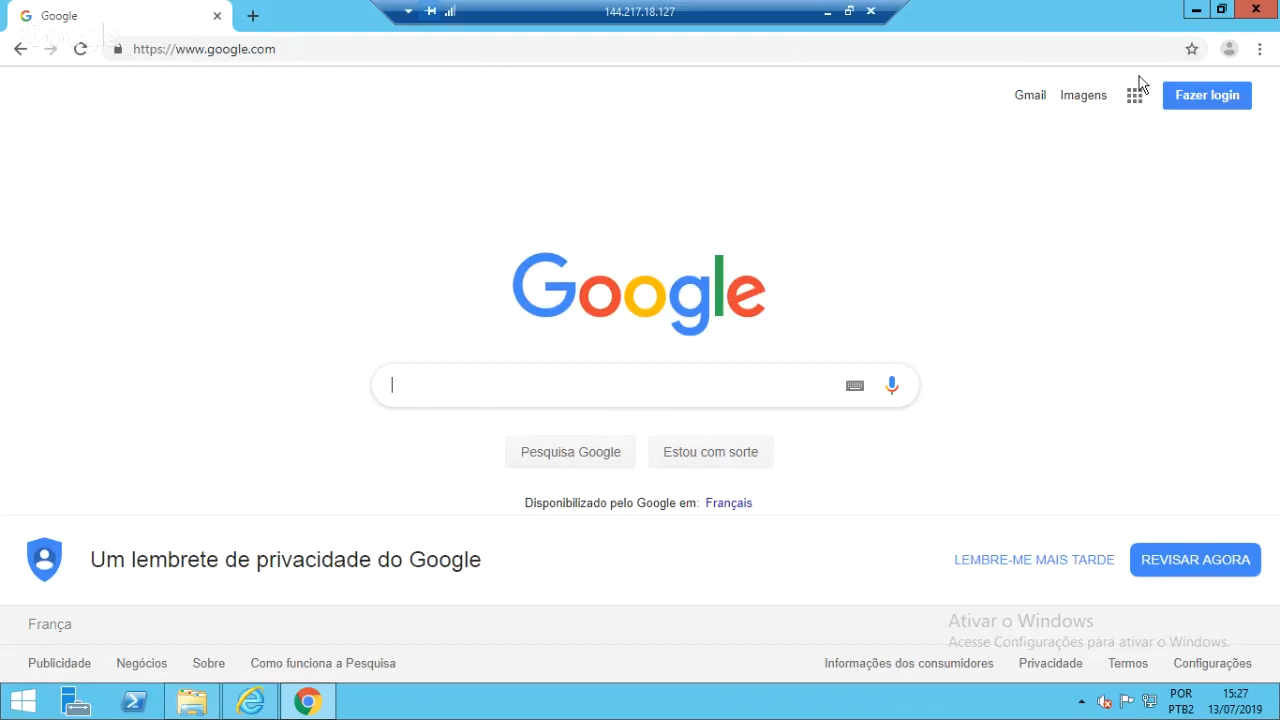 Google
144.217.18.127
https://www.google.com
Gmail Imagens Fazer login
Google
Pesquisa Google Estou com sorte
Disponibilizado pelo Google em: Français
Um lembrete de privacidade do Google
LEMBRE-ME MAIS TARDE REVISAR AGORA
França
Ativar o Windows
Acesse Configurações para ativar o Windows.
Publicidade Negócios Sobre Como funciona a Pesquisa Informações dos consumidores Privacidade Termos Configurações
POR 15:27
PTB2 13/07/2019